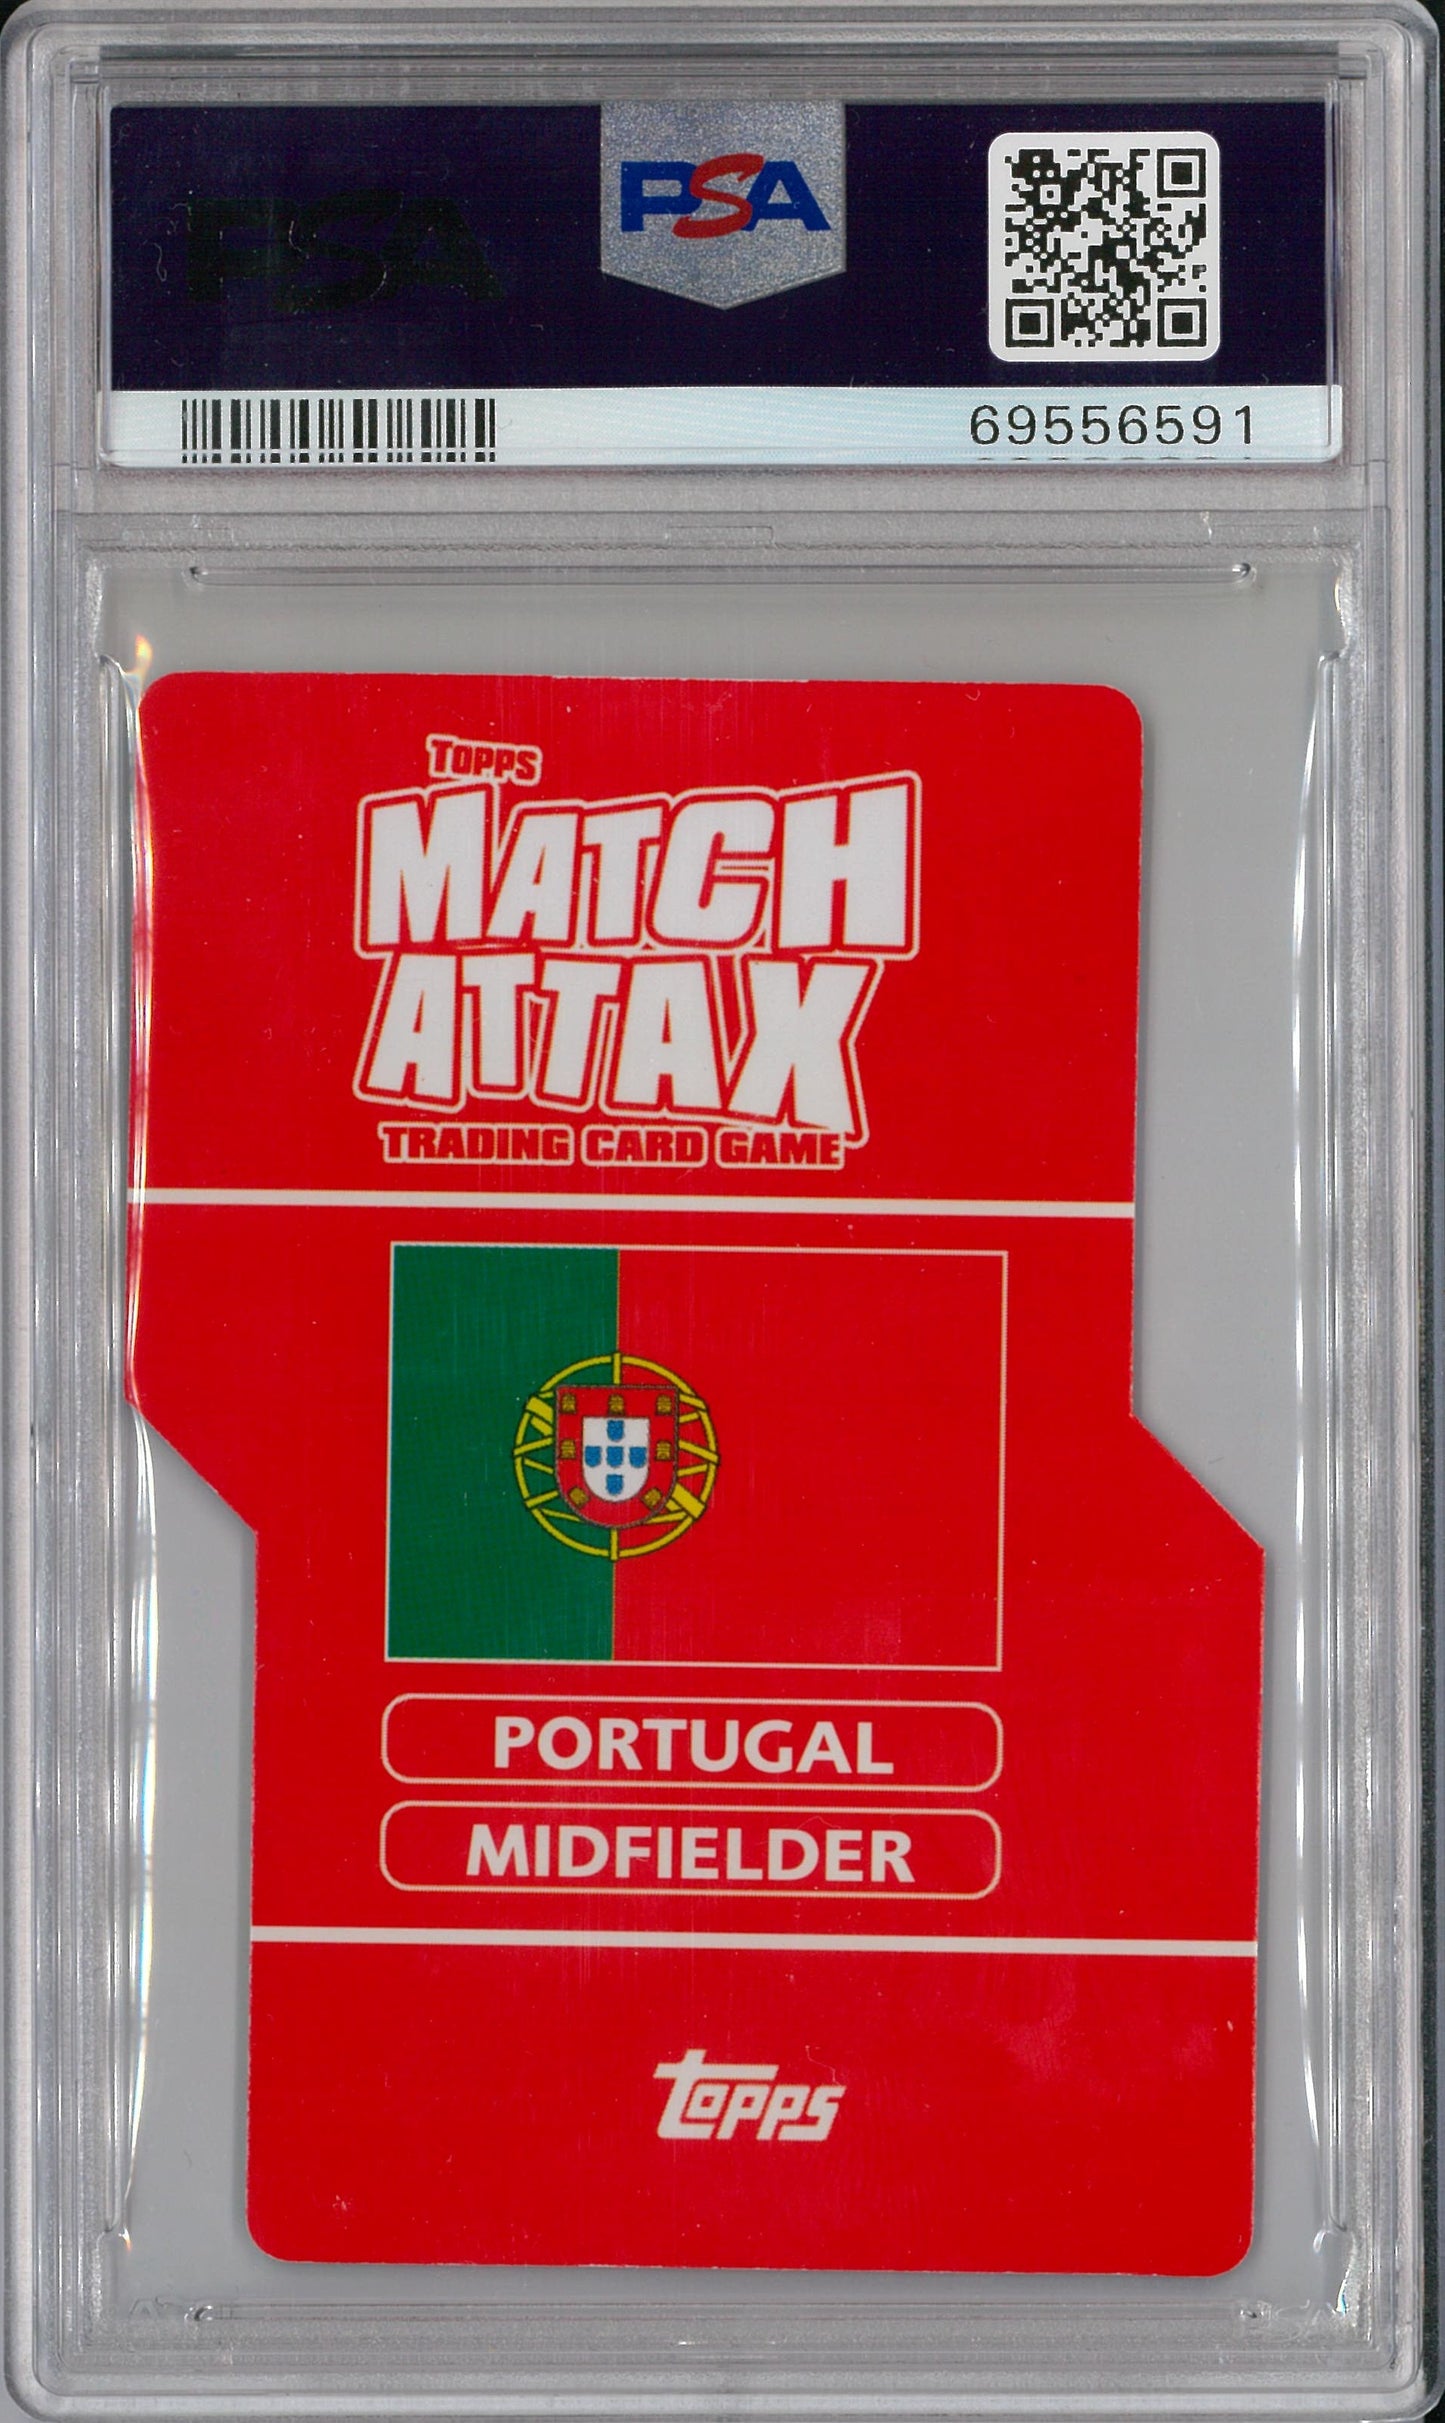 PSA
PSA
69556591
TOPPS
MATCH
ATTAX
TRADING CARD GAME
PORTUGAL
MIDFIELDER
topps